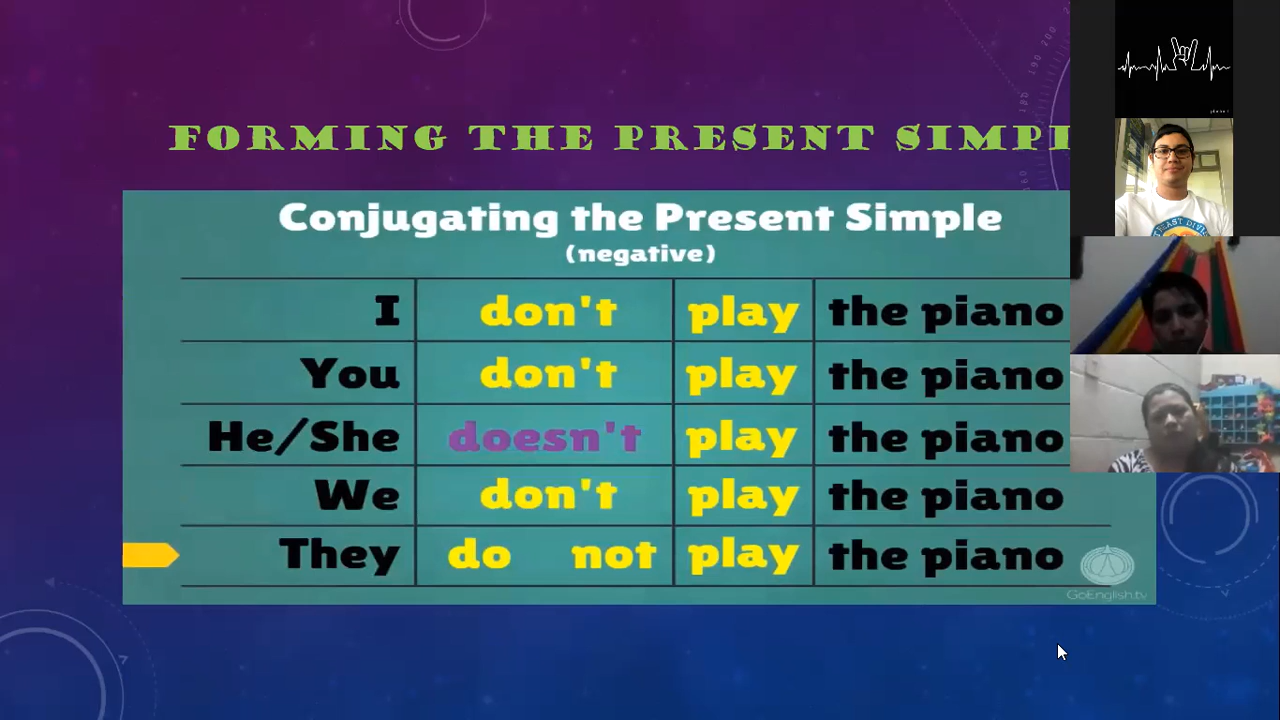 FORMING THE PRESENT SIMPL
Conjugating the Present Simple
(negative)
I don't play the piano
You don't play the piano
He/She doesn't play the piano
We don't play the piano
They do not play the piano
GoEnglish.tv